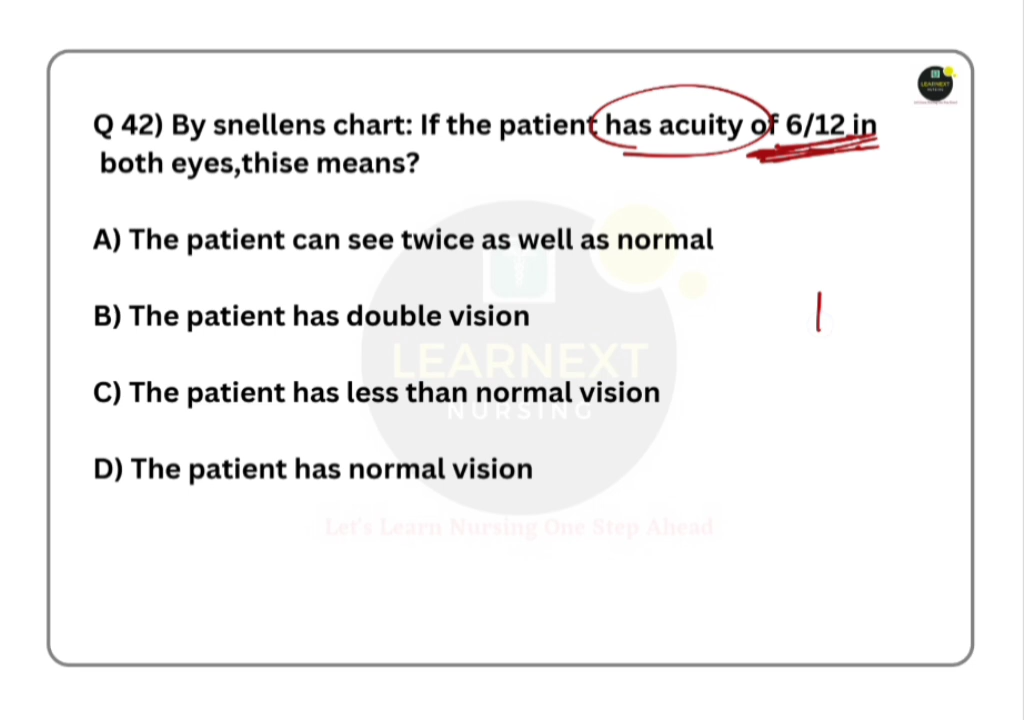 LEARNEXT
Q 42) By snellens chart: If the patient has acuity of 6/12 in
both eyes,thise means?
A) The patient can see twice as well as normal
B) The patient has double vision
C) The patient has less than normal vision
D) The patient has normal vision
LEARNEXT
NURSING
Let's Learn Nursing One Step Ahead